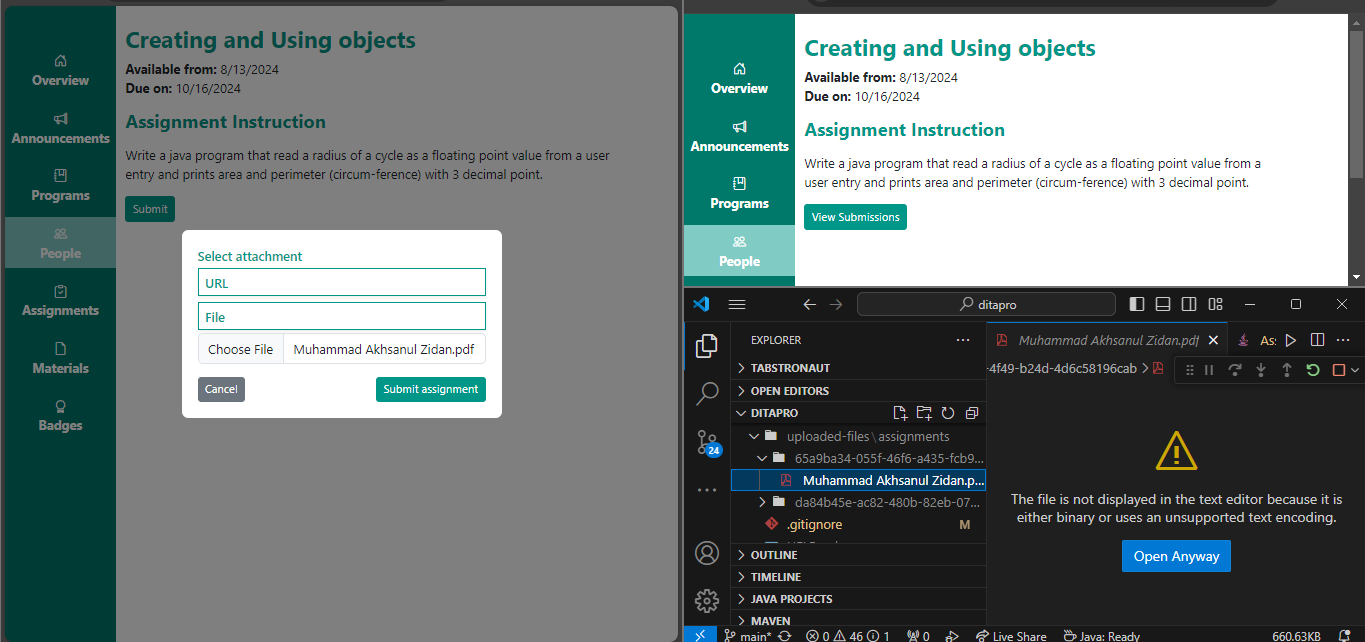 Overview
Announcements
Programs
People
Assignments
Materials
Badges
Creating and Using objects
Available from: 8/13/2024
Due on: 10/16/2024
Assignment Instruction
Write a java program that read a radius of a cycle as a floating point value from a user
entry and prints area and perimeter (circum-ference) with 3 decimal point.
Submit
Select attachment
URL
File
Choose File
Muhammad Akhsanul Zidan.pdf
Cancel
Submit assignment
Overview
Announcements
Programs
People
Creating and Using objects
Available from: 8/13/2024
Due on: 10/16/2024
Assignment Instruction
Write a java program that read a radius of a cycle as a floating point value from a
user entry and prints area and perimeter (circum-ference) with 3 decimal point.
View Submissions
ditapro
EXPLORER
TABSTRONAUT
OPEN EDITORS
DITAPRO
uploaded-files\assignments
65a9ba34-055f-46f6-a435-fcb9...
Muhammad Akhsanul Zidan.p...
da84b45e-ac82-480b-82eb-07...
.gitignore M
OUTLINE
TIMELINE
JAVA PROJECTS
MAVEN
24
Muhammad Akhsanul Zidan.pdf
As:
-4f49-b24d-4d6c58196cab
The file is not displayed in the text editor because it is
either binary or uses an unsupported text encoding.
Open Anyway
main* 0 46 1 0 Live Share Java: Ready 660.63KB